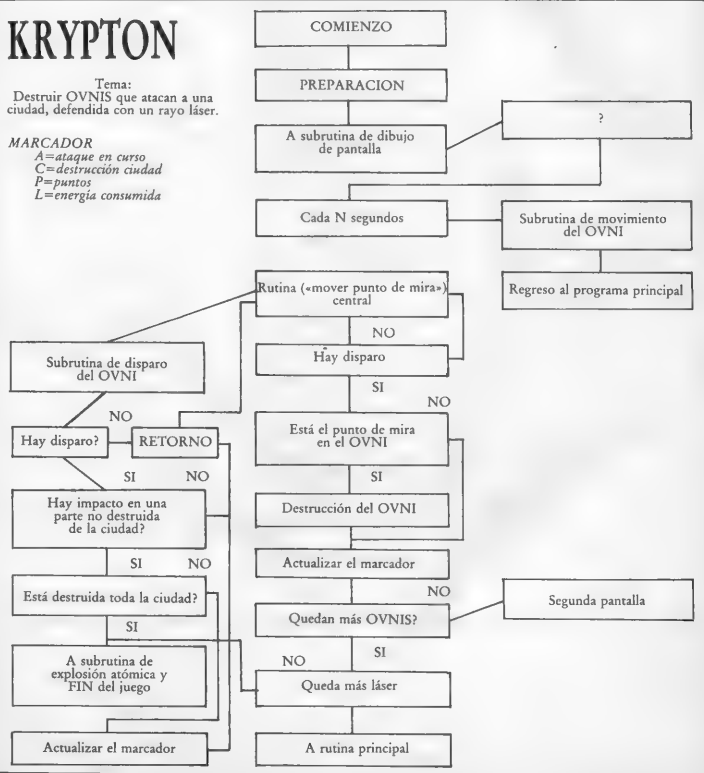 KRYPTON
Tema:
Destruir OVNIS que atacan a una
ciudad, defendida con un rayo láser.
MARCADOR
A=ataque en curso
C=destrucción ciudad
P=puntos
L=energía consumida
COMIENZO
PREPARACION
A subrutina de dibujo
de pantalla
?
Cada N segundos
Subrutina de movimiento
del OVNI
Regreso al programa principal
Rutina («mover punto de mira»)
central
NO
Hay disparo
SI
NO
Está el punto de mira
en el OVNI
SI
Destrucción del OVNI
Actualizar el marcador
NO
Quedan más OVNIS?
Segunda pantalla
SI
NO
Queda más láser
A rutina principal
Subrutina de disparo
del OVNI
NO
Hay disparo?
RETORNO
SI
NO
Hay impacto en una
parte no destruida
de la ciudad?
SI
NO
Está destruida toda la ciudad?
SI
A subrutina de
explosión atómica y
FIN del juego
Actualizar el marcador